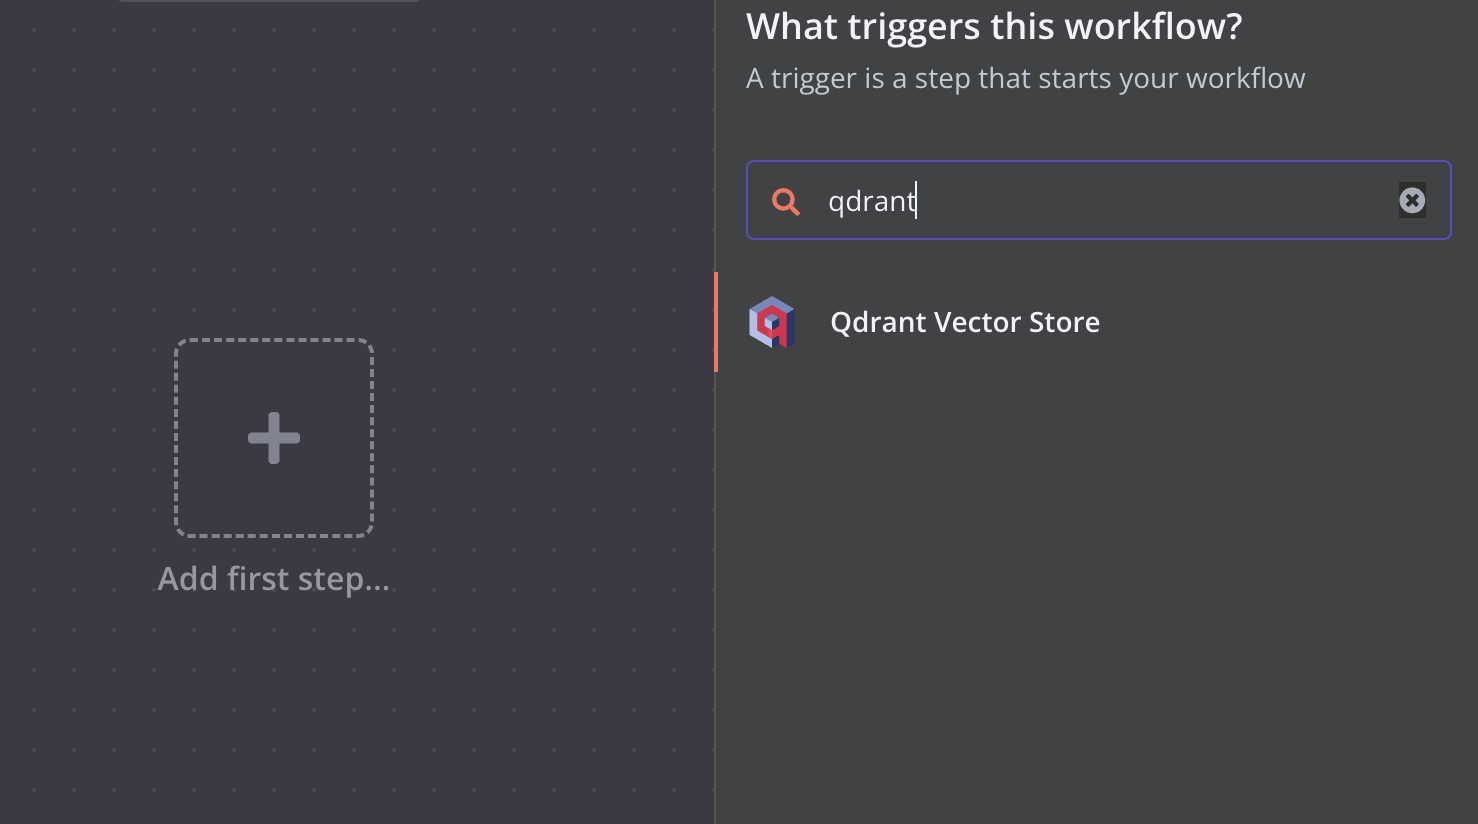 What triggers this workflow?
A trigger is a step that starts your workflow
qdrant
Qdrant Vector Store
Add first step...